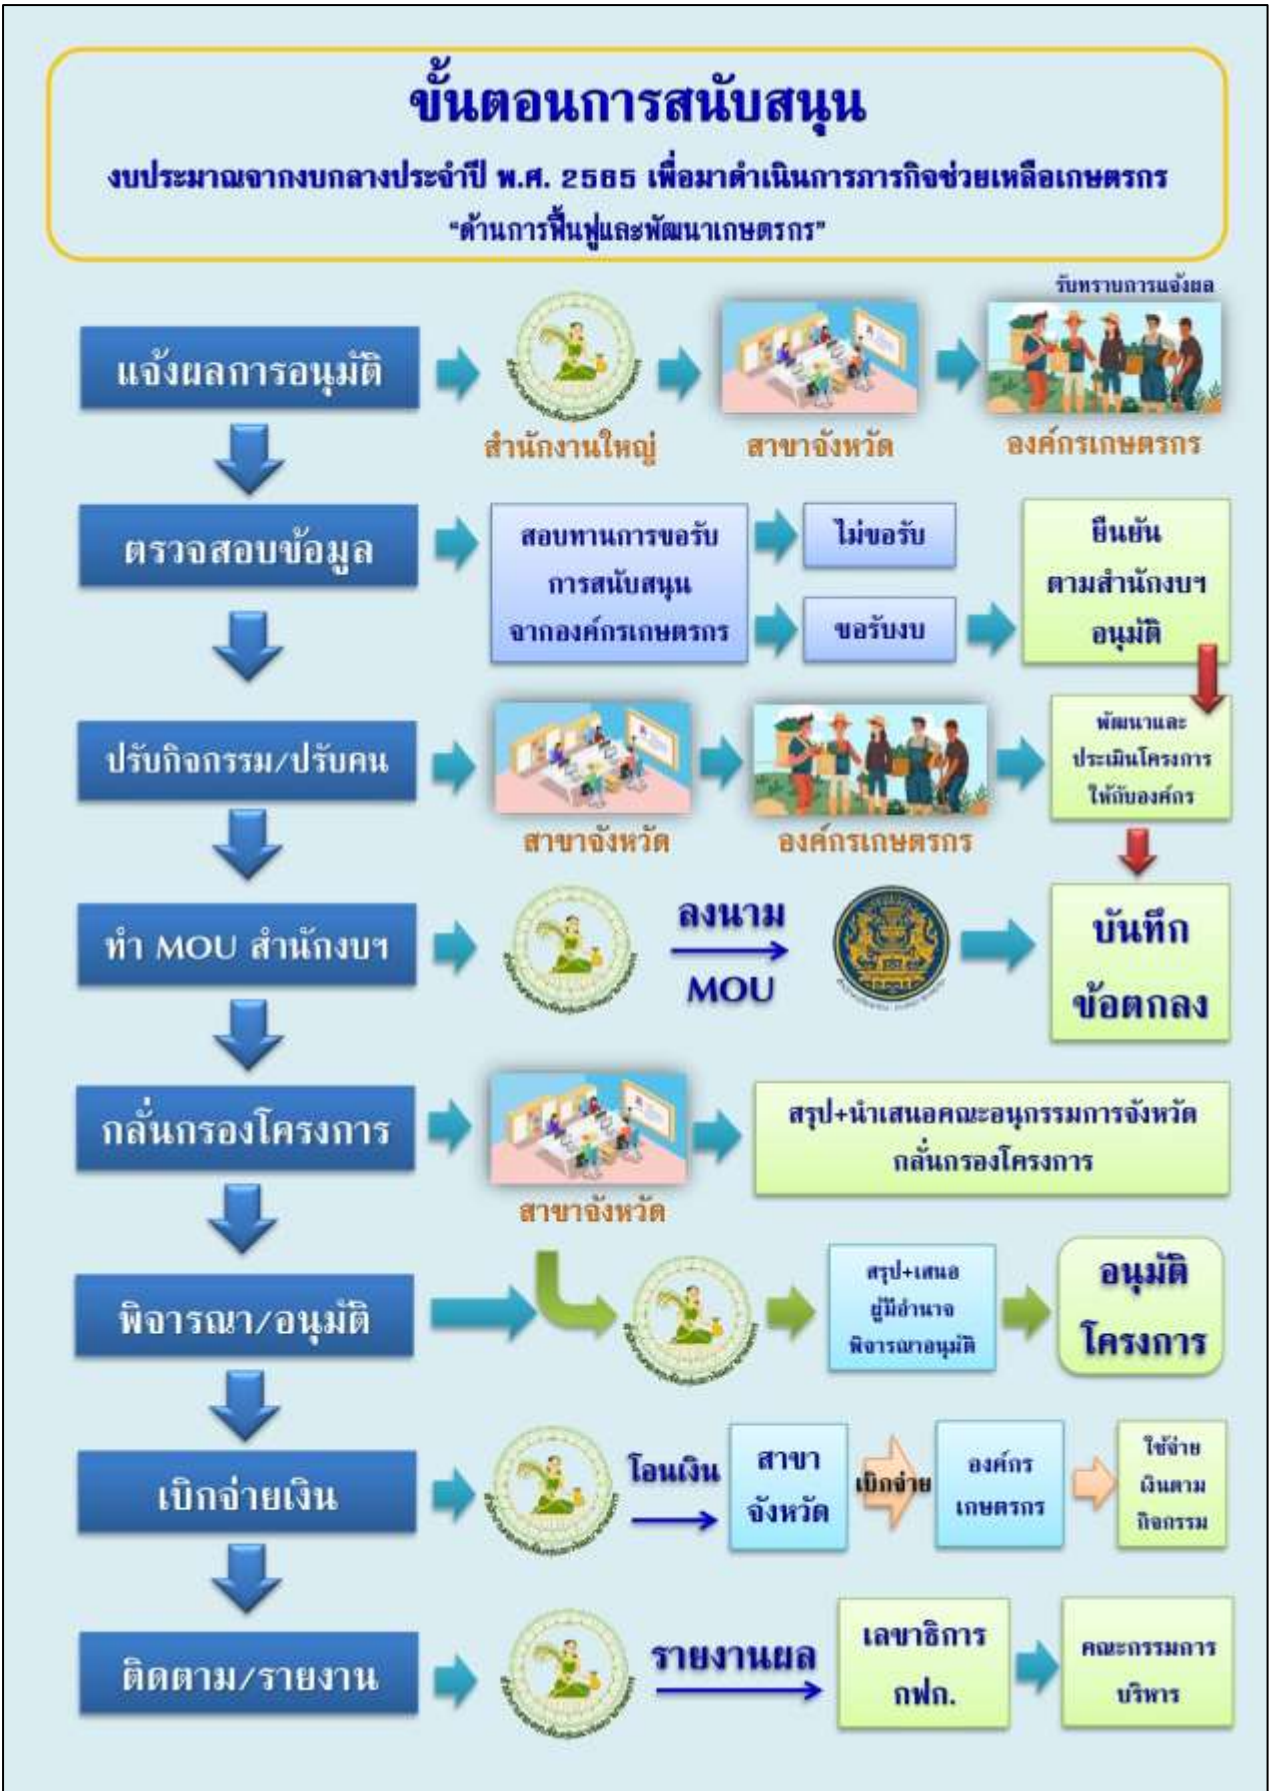 ขั้นตอนการสนับสนุน
งบประมาณจากงบกลางประจำปี พ.ศ. 2565 เพื่อมาดำเนินการภารกิจช่วยเหลือเกษตรกร
“ด้านการฟื้นฟูและพัฒนาเกษตรกร”
รับทราบการแจ้งผล
แจ้งผลการอนุมัติ
สำนักงานใหญ่
สาขาจังหวัด
องค์กรเกษตรกร
ตรวจสอบข้อมูล
สอบทานการขอรับ
การสนับสนุน
จากองค์กรเกษตรกร
ไม่ขอรับ
ขอรับงบ
ยืนยัน
ตามสำนักงบฯ
อนุมัติ
ปรับกิจกรรม/ปรับคน
สาขาจังหวัด
องค์กรเกษตรกร
พัฒนาและ
ประเมินโครงการ
ให้กับองค์กร
ทำ MOU สำนักงบฯ
ลงนาม
MOU
บันทึก
ข้อตกลง
กลั่นกรองโครงการ
สาขาจังหวัด
สรุป+นำเสนอคณะอนุกรรมการจังหวัด
กลั่นกรองโครงการ
พิจารณา/อนุมัติ
สรุป+เสนอ
ผู้มีอำนาจ
พิจารณาอนุมัติ
อนุมัติ
โครงการ
เบิกจ่ายเงิน
โอนเงิน
สาขา
จังหวัด
เบิกจ่าย
องค์กร
เกษตรกร
ใช้จ่าย
เงินตาม
กิจกรรม
ติดตาม/รายงาน
รายงานผล
เลขาธิการ
กฟก.
คณะกรรมการ
บริหาร